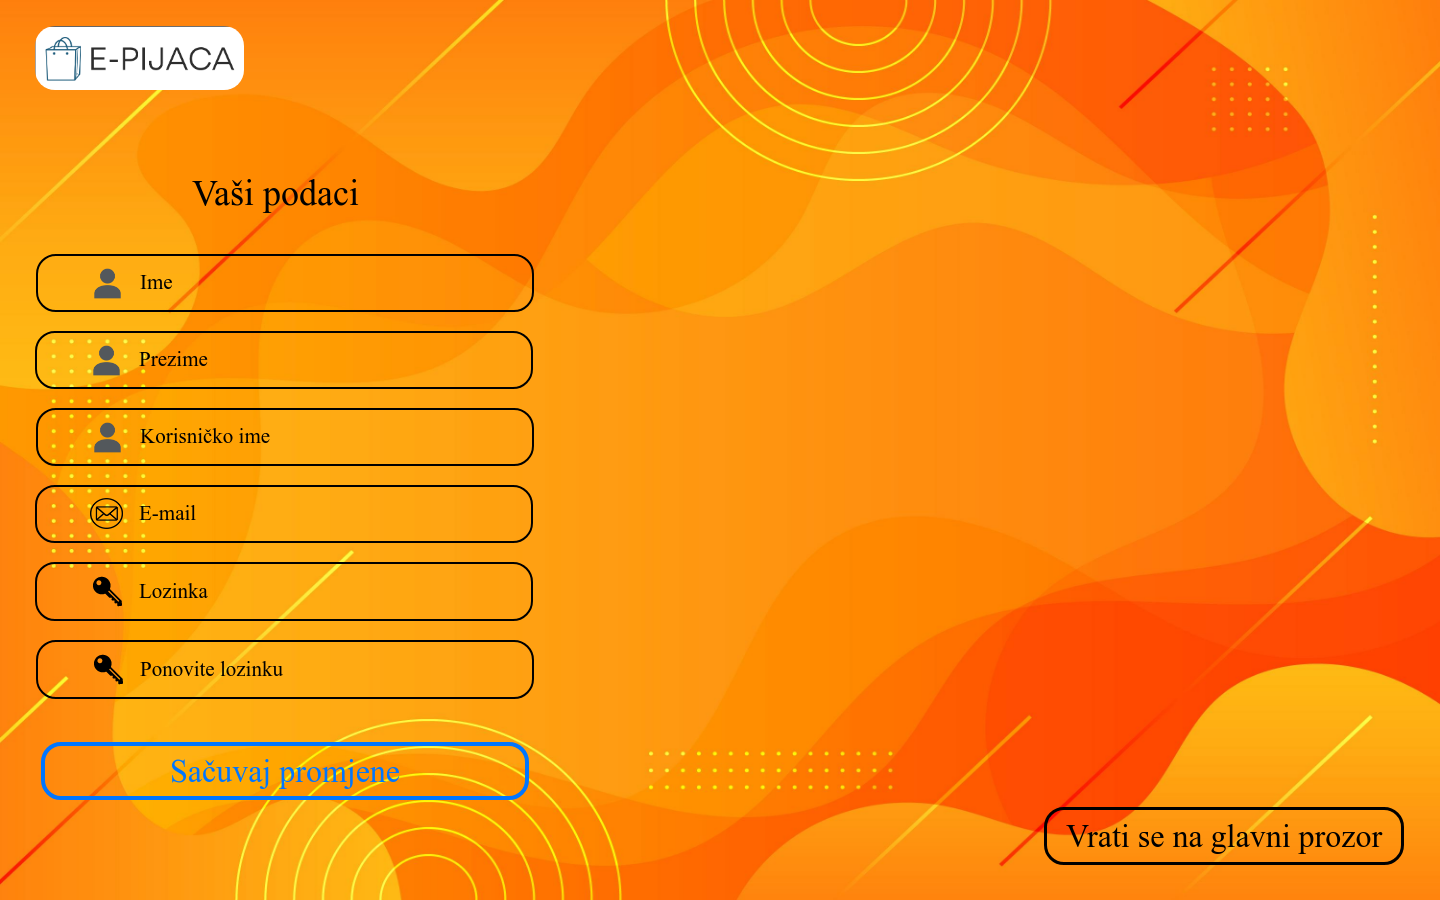 E-PIJACA
Vaši podaci
Ime
Prezime
Korisničko ime
E-mail
Lozinka
Ponovite lozinku
Sačuvaj promjene
Vrati se na glavni prozor